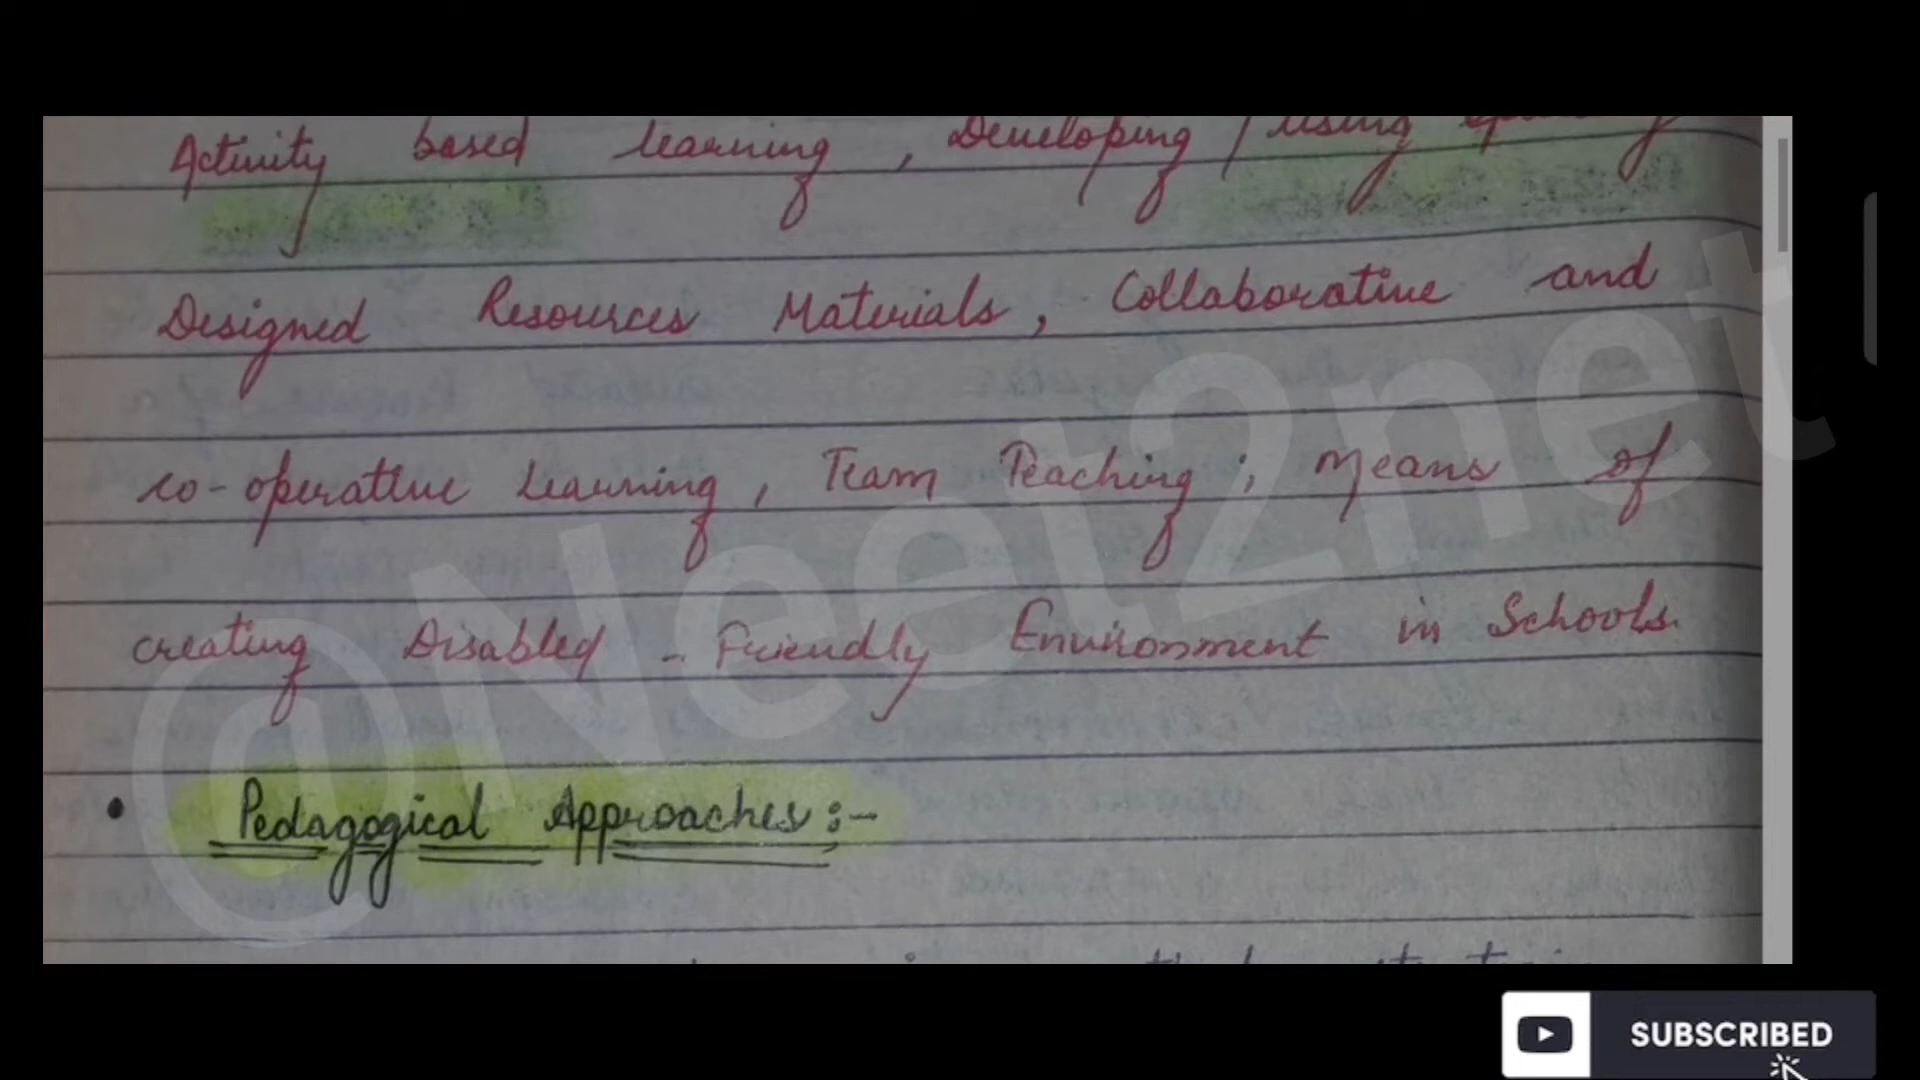 Activity based learning, Developing / using
Designed Resources Materials, Collaborative and
co-operative Learning, Team Teaching; Means of
creating Disabled - Friendly Environment in Schools.
• Pedagogical Approaches :-
@Neet2net
SUBSCRIBED